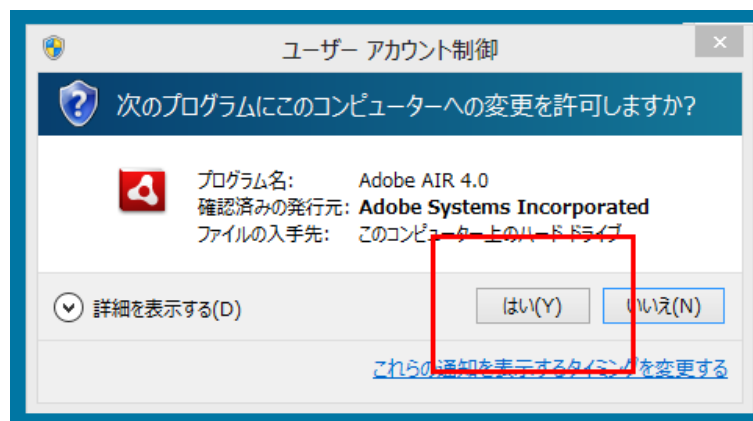 ユーザー アカウント制御
次のプログラムにこのコンピューターへの変更を許可しますか?
プログラム名: Adobe AIR 4.0
確認済みの発行元: Adobe Systems Incorporated
ファイルの入手先: このコンピューター上のハード ドライブ
詳細を表示する(D) はい(Y) いいえ(N)
これらの通知を表示するタイミングを変更する